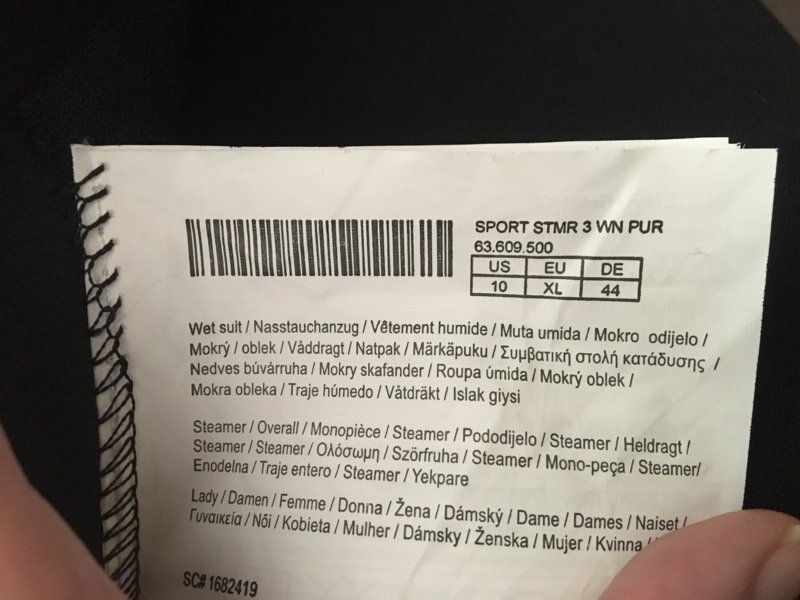 SPORT STMR 3 WN PUR
63.609.500
US EU DE
10 XL 44
Wet suit / Nasstauchanzug / Vêtement humide / Muta umida / Mokro odijelo /
Mokrý / oblek / Våddragt / Natpak / Märkäpuku / Συμβατική στολή κατάδυσης /
Nedves búvárruha / Mokry skafander / Roupa úmida / Mokrý oblek /
Mokra obleka / Traje húmedo / Våtdräkt / Islak giysi
Steamer / Overall / Monopièce / Steamer / Pododijelo / Steamer / Heldragt /
Steamer / Steamer / Ολόσωμη / Szörfruha / Steamer / Mono-peça / Steamer/
Enodelna / Traje entero / Steamer / Yekpare
Lady / Damen / Femme / Donna / Žena / Dámský / Dame / Dames / Naiset /
Γυναικεία / Női / Kobieta / Mulher / Dámsky / Ženska / Mujer / Kvinna /
SC# 1682419